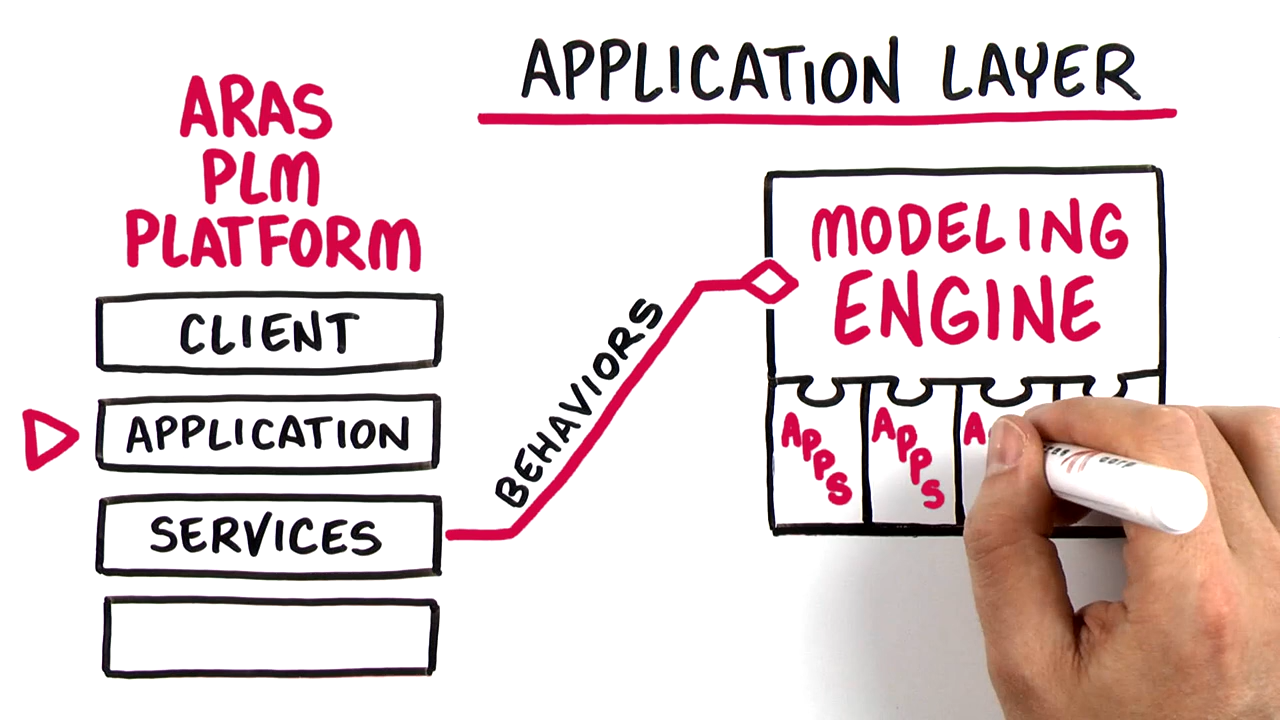 APPLICATION LAYER
ARAS
PLM
PLATFORM
CLIENT
APPLICATION
SERVICES
BEHAVIORS
MODELING
ENGINE
APPS
APPS
A